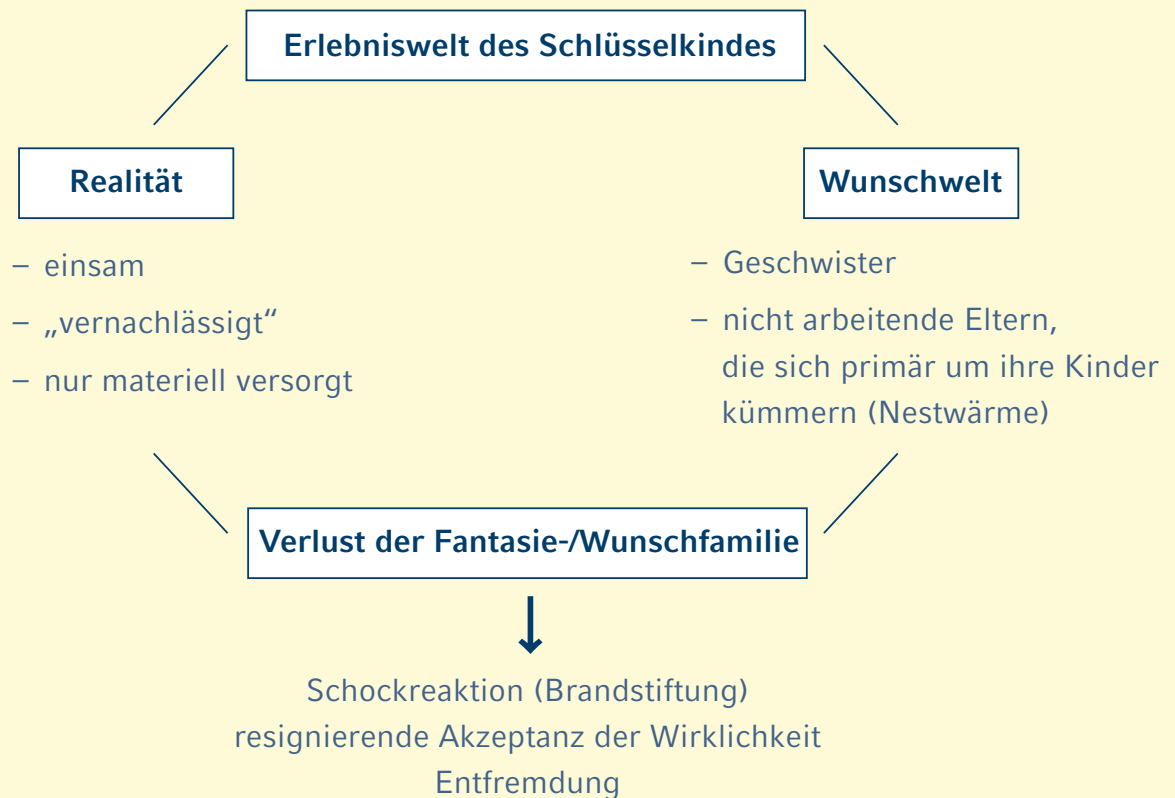 Erlebniswelt des Schlüsselkindes
Realität
– einsam
– „vernachlässigt“
– nur materiell versorgt
Wunschwelt
– Geschwister
– nicht arbeitende Eltern,
die sich primär um ihre Kinder
kümmern (Nestwärme)
Verlust der Fantasie-/Wunschfamilie
Schockreaktion (Brandstiftung)
resignierende Akzeptanz der Wirklichkeit
Entfremdung